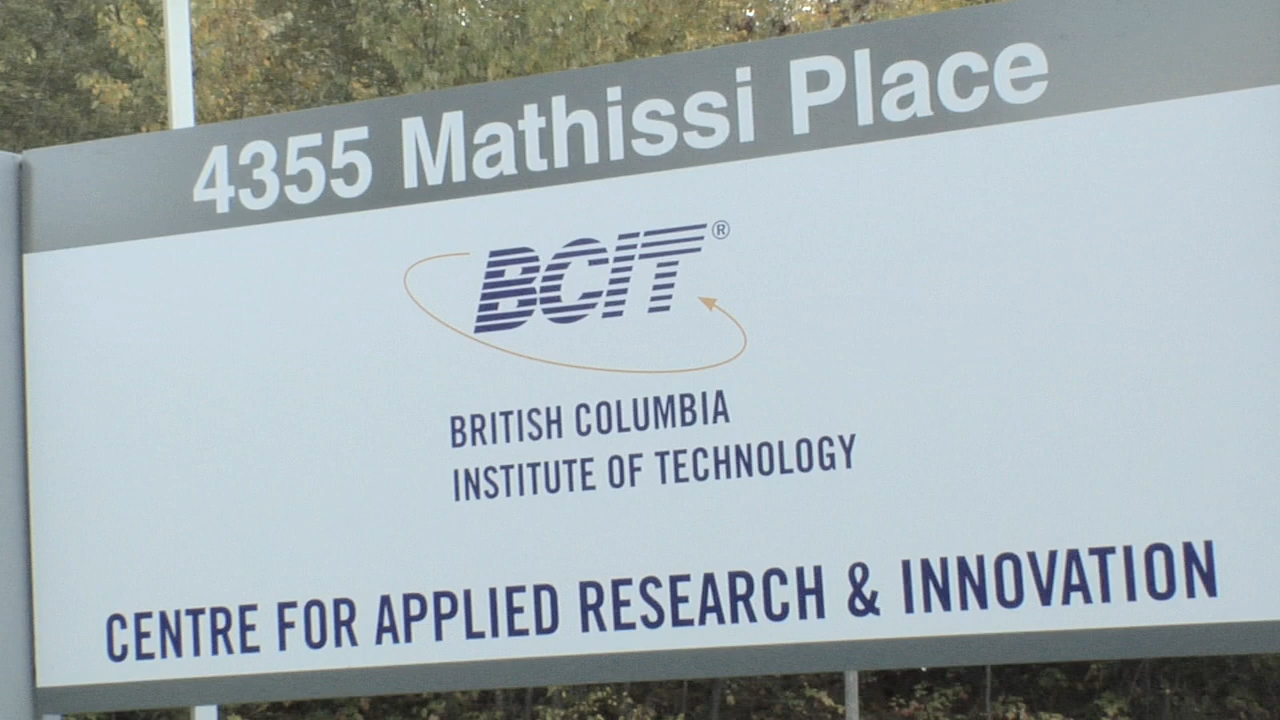 4355 Mathissi Place
BCIT®
BRITISH COLUMBIA
INSTITUTE OF TECHNOLOGY
CENTRE FOR APPLIED RESEARCH & INNOVATION